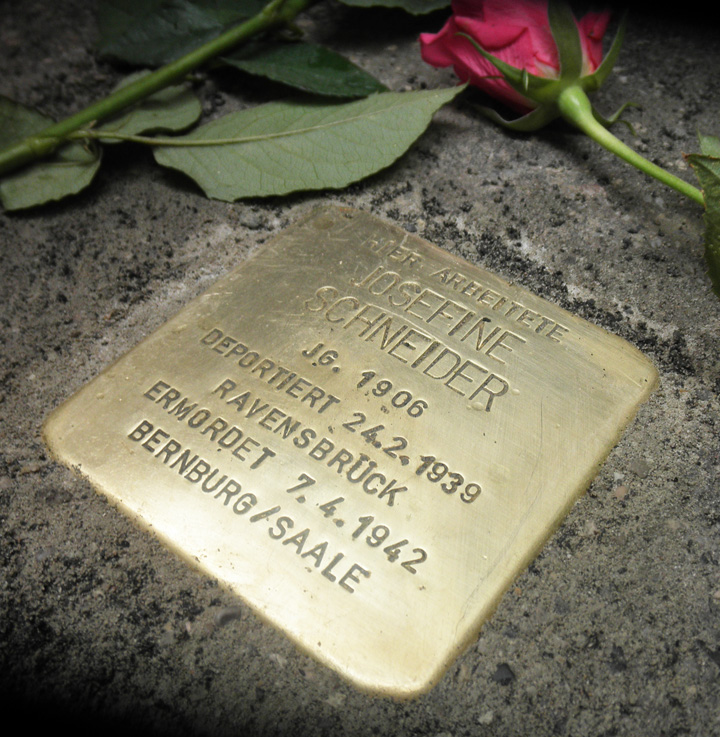 HIER ARBEITETE
JOSEFINE
SCHNEIDER
JG. 1906
DEPORTIERT 24.2.1939
RAVENSBRÜCK
ERMORDET 7.4.1942
BERNBURG/SAALE